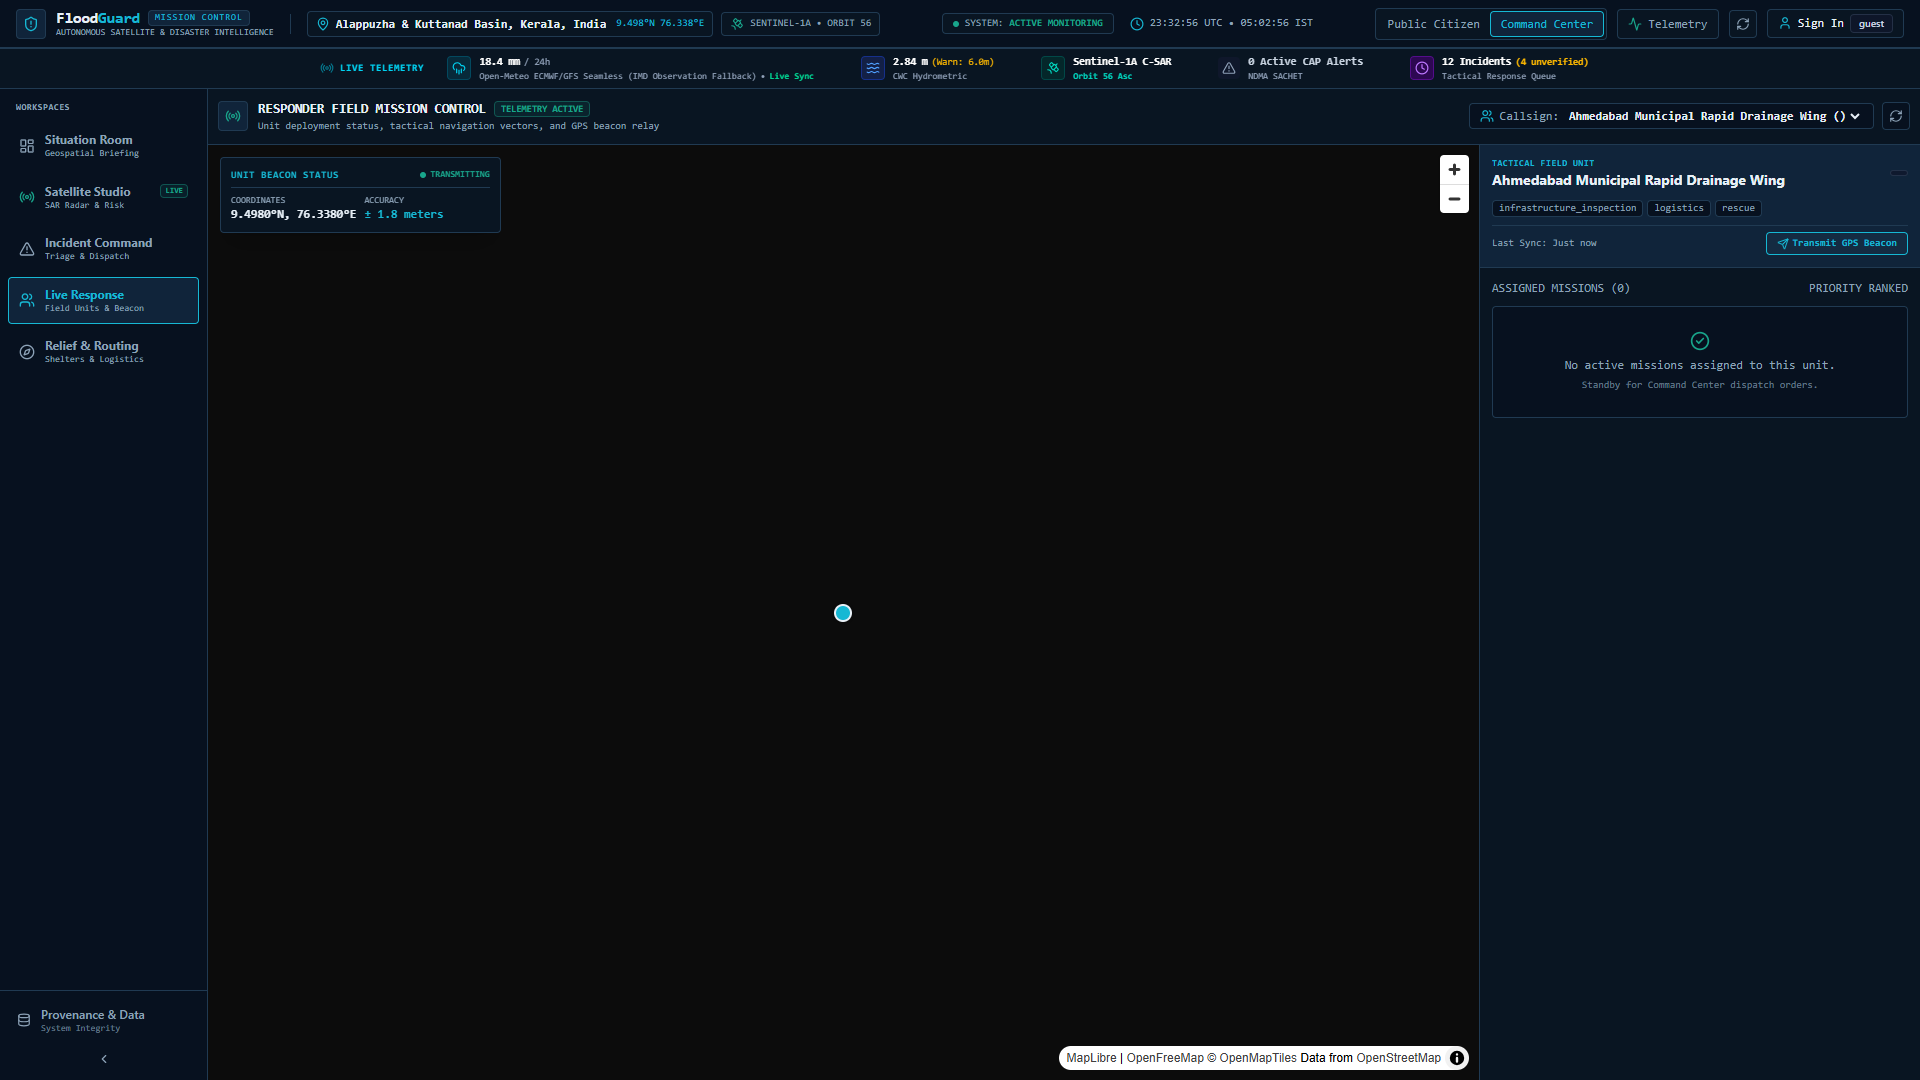 FloodGuard MISSION CONTROL
AUTONOMOUS SATELLITE & DISASTER INTELLIGENCE
Alappuzha & Kuttanad Basin, Kerala, India 9.498°N 76.338°E
SENTINEL-1A • ORBIT 56
SYSTEM: ACTIVE MONITORING
23:32:56 UTC • 05:02:56 IST
Public Citizen
Command Center
Telemetry
Sign In guest
LIVE TELEMETRY
18.4 mm / 24h
Open-Meteo ECMWF/GFS Seamless (IMD Observation Fallback) • Live Sync
2.84 m (Warn: 6.0m)
CWC Hydrometric
Sentinel-1A C-SAR
Orbit 56 Asc
0 Active CAP Alerts
NDMA SACHET
12 Incidents (4 unverified)
Tactical Response Queue
WORKSPACES
Situation Room
Geospatial Briefing
Satellite Studio LIVE
SAR Radar & Risk
Incident Command
Triage & Dispatch
Live Response
Field Units & Beacon
Relief & Routing
Shelters & Logistics
Provenance & Data
System Integrity
RESPONDER FIELD MISSION CONTROL TELEMETRY ACTIVE
Unit deployment status, tactical navigation vectors, and GPS beacon relay
Callsign: Ahmedabad Municipal Rapid Drainage Wing ()
UNIT BEACON STATUS TRANSMITTING
COORDINATES ACCURACY
9.4980°N, 76.3380°E ± 1.8 meters
MapLibre | OpenFreeMap © OpenMapTiles Data from OpenStreetMap
TACTICAL FIELD UNIT
Ahmedabad Municipal Rapid Drainage Wing
infrastructure_inspection logistics rescue
Last Sync: Just now Transmit GPS Beacon
ASSIGNED MISSIONS (0) PRIORITY RANKED
No active missions assigned to this unit.
Standby for Command Center dispatch orders.